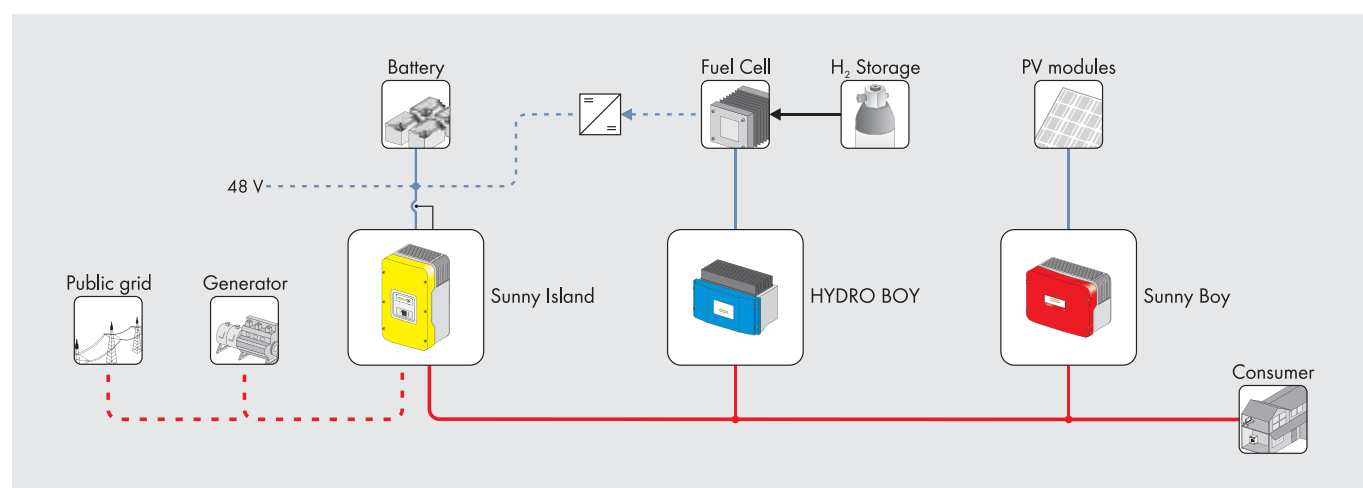 Battery
Fuel Cell
H₂ Storage
PV modules
48 V
Public grid
Generator
Sunny Island
HYDRO BOY
Sunny Boy
Consumer